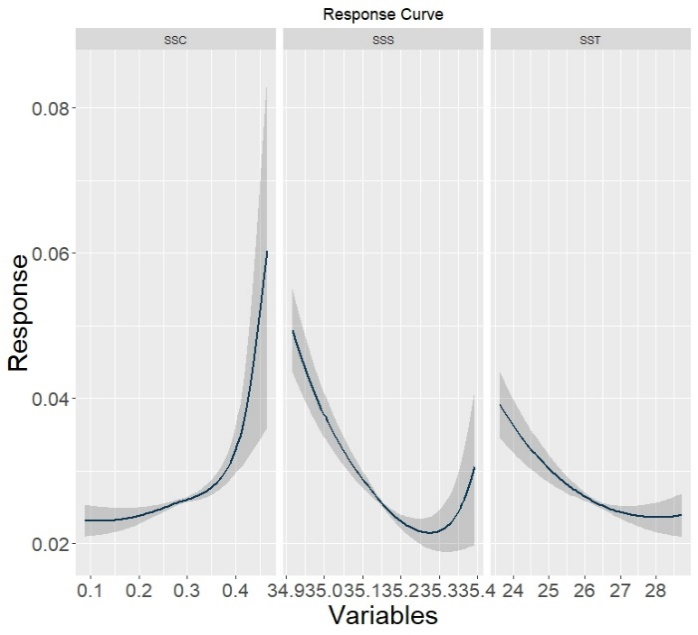 Response Curve
SSC SSS SST
0.08
0.06
0.04
0.02
Response
0.1 0.2 0.3 0.4 34.935.035.135.235.335.4 24 25 26 27 28
Variables